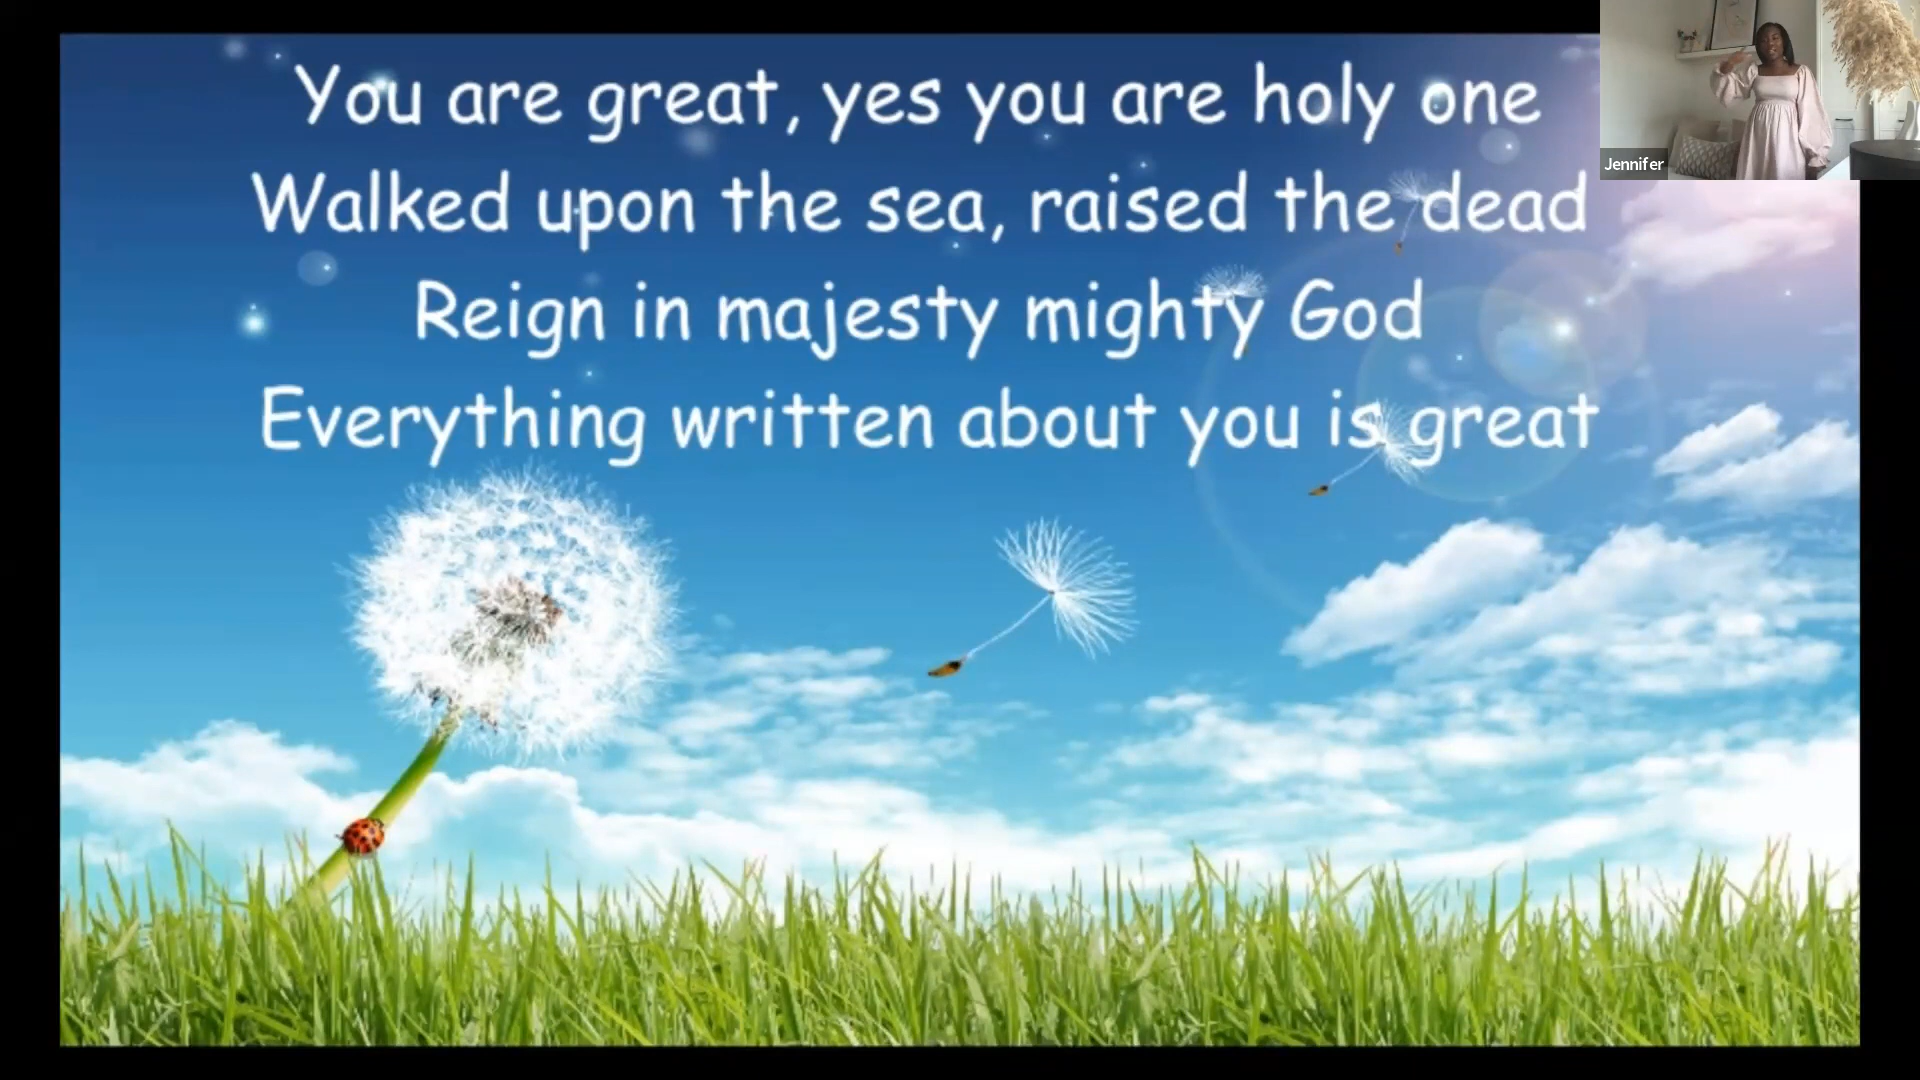 You are great, yes you are holy one
Walked upon the sea, raised the dead
Reign in majesty mighty God
Everything written about you is great
Jennifer